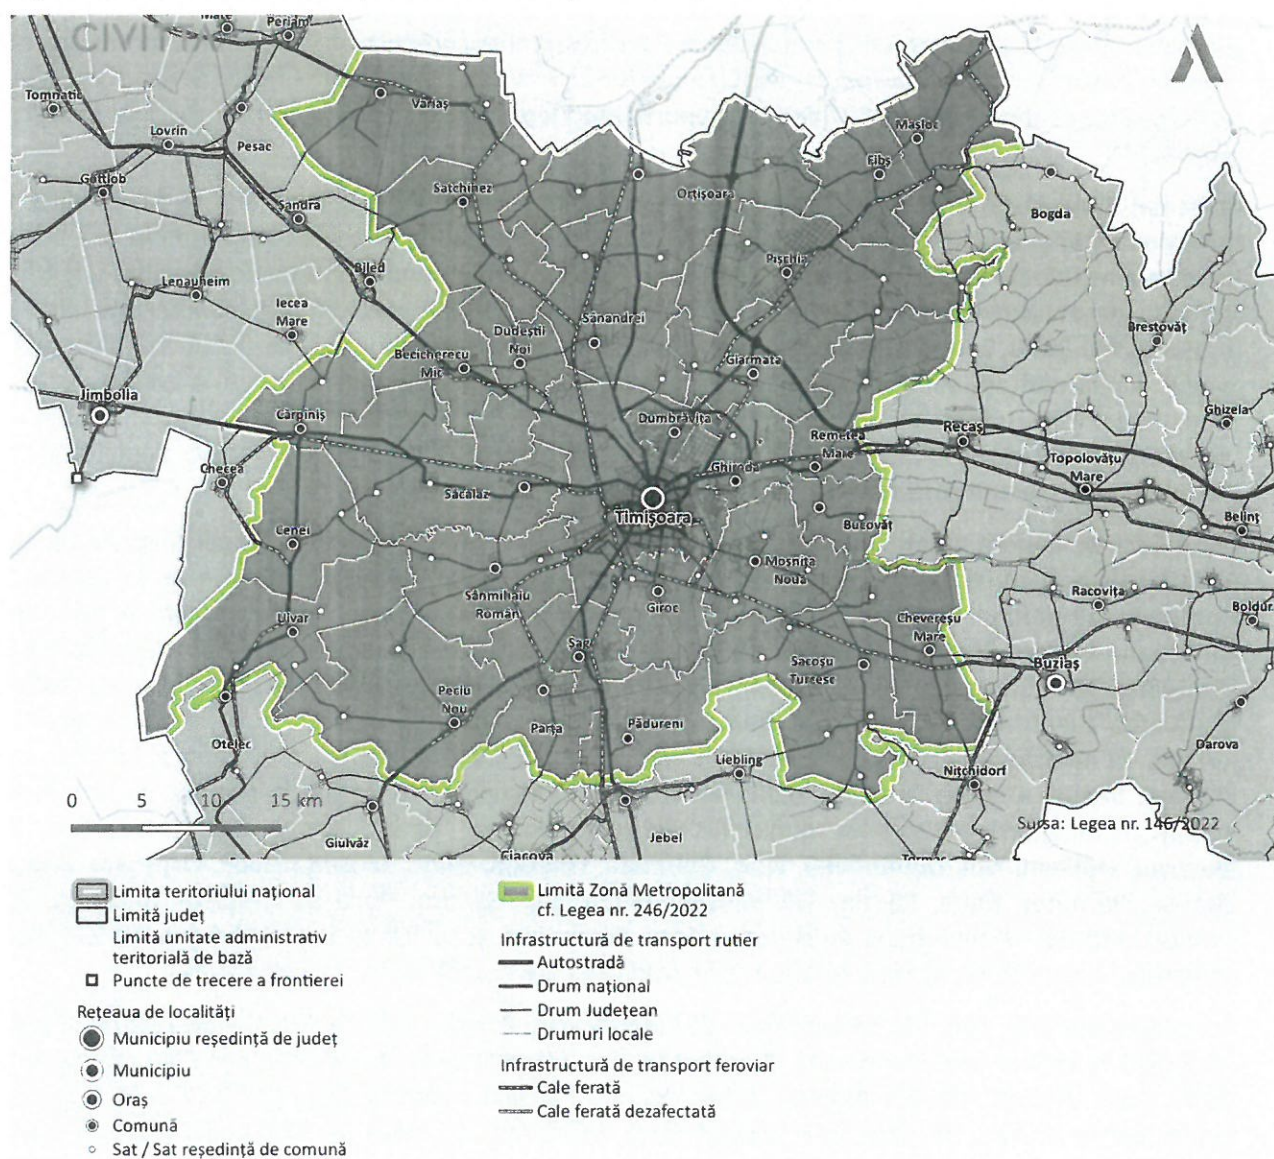 CIVITTA
Periam
Tomnatic
Variaș
Lovrin
Pesac
Mașloc
Fibiș
Gottlob
Satchinez
Orțișoara
Șandra
Bogda
Biled
Pișchia
Lenauheim
Iecea
Mare
Sânandrei
Dudeștii
Noi
Brestovăț
Becicherecu
Mic
Giarmata
Jimbolia
Cărpiniș
Dumbrăvița
Ghizela
Remetea
Mare
Recaș
Checea
Ghiroda
Topolovățu
Mare
Săcălaz
Timișoara
Bucovăț
Belinț
Cenei
Moșnița
Nouă
Sânmihaiu
Român
Giroc
Racovița
Boldur
Uivar
Chevereșu
Mare
Șag
Sacoșu
Turcesc
Buziaș
Peciu
Nou
Parța
Pădureni
Otelec
Darova
Liebling
Nițchidorf
0 5 10 15 km
Giulvăz
Jebel
Sursa: Legea nr. 146/2022
Ciacova
Limita teritoriului național
Limită județ
Limită unitate administrativ
teritorială de bază
Puncte de trecere a frontierei
Rețeaua de localități
Municipiu reședință de județ
Municipiu
Oraș
Comună
Sat / Sat reședință de comună
Limită Zonă Metropolitană
cf. Legea nr. 246/2022
Infrastructură de transport rutier
Autostradă
Drum național
Drum Județean
Drumuri locale
Infrastructură de transport feroviar
Cale ferată
Cale ferată dezafectată